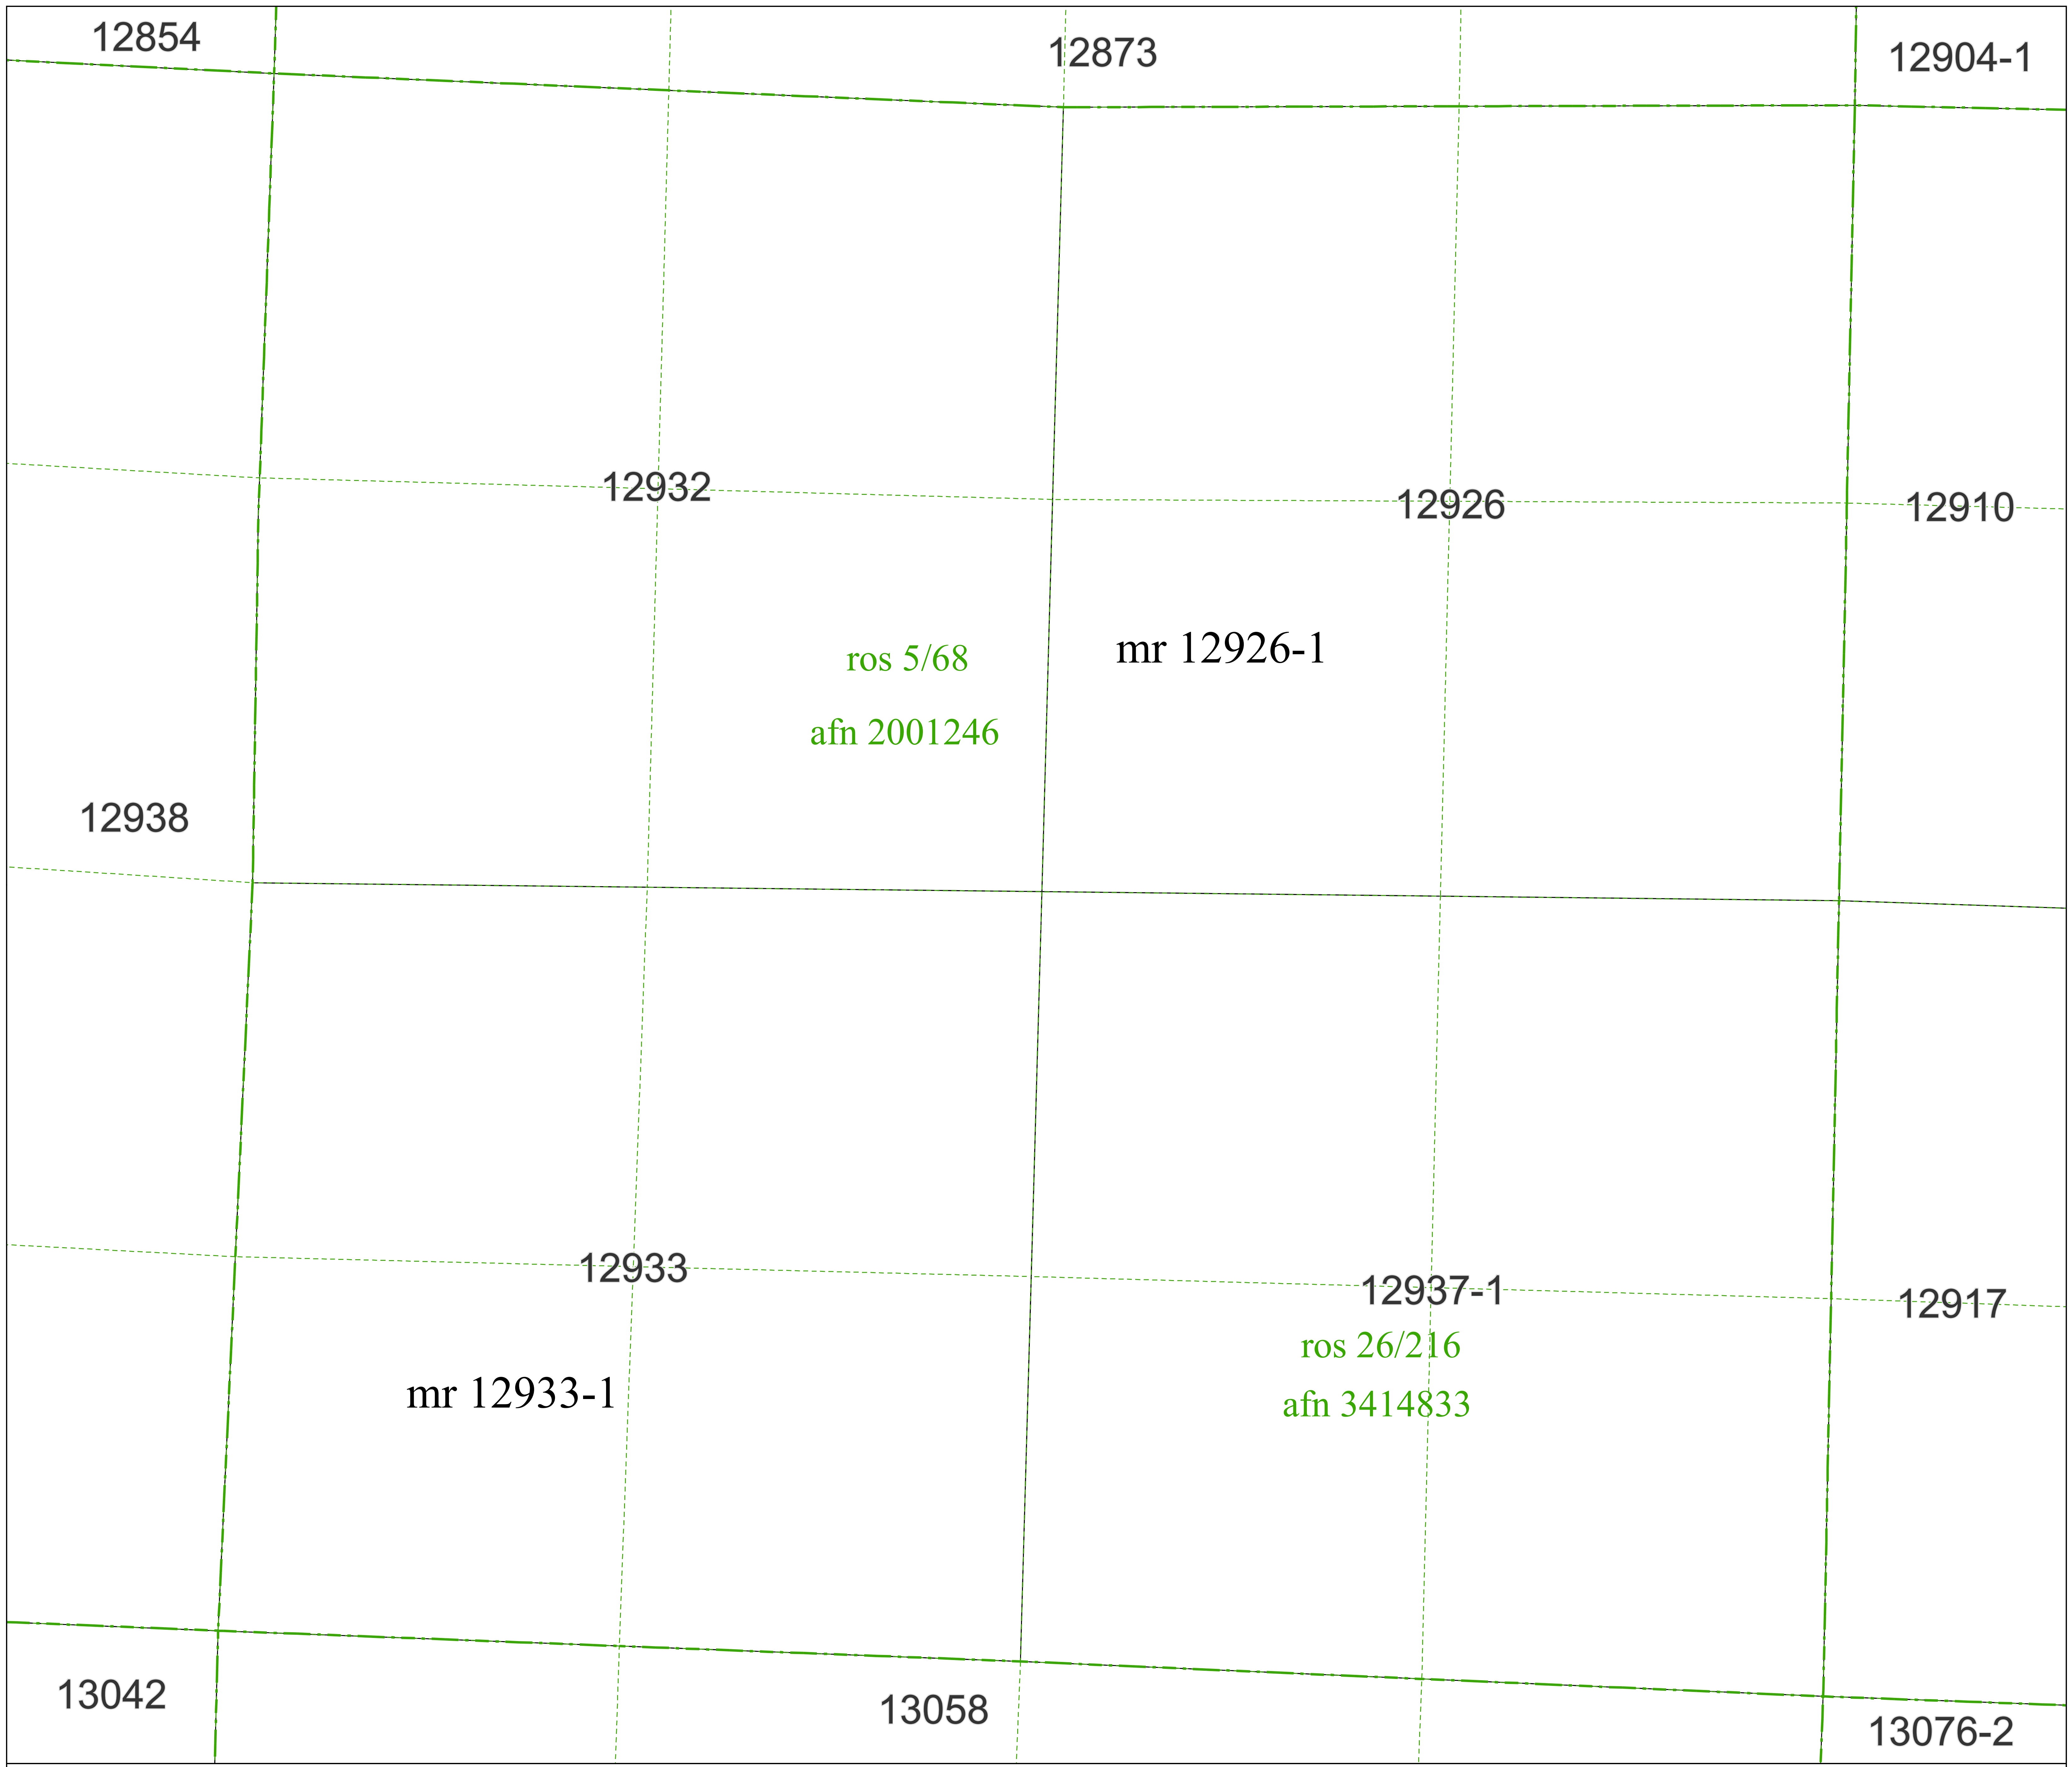 12854
12873
12904-1
12932
12926
12910
ros 5/68
mr 12926-1
afn 2001246
12938
12933
12937-1
12917
ros 26/216
mr 12933-1
afn 3414833
13042
13058
13076-2